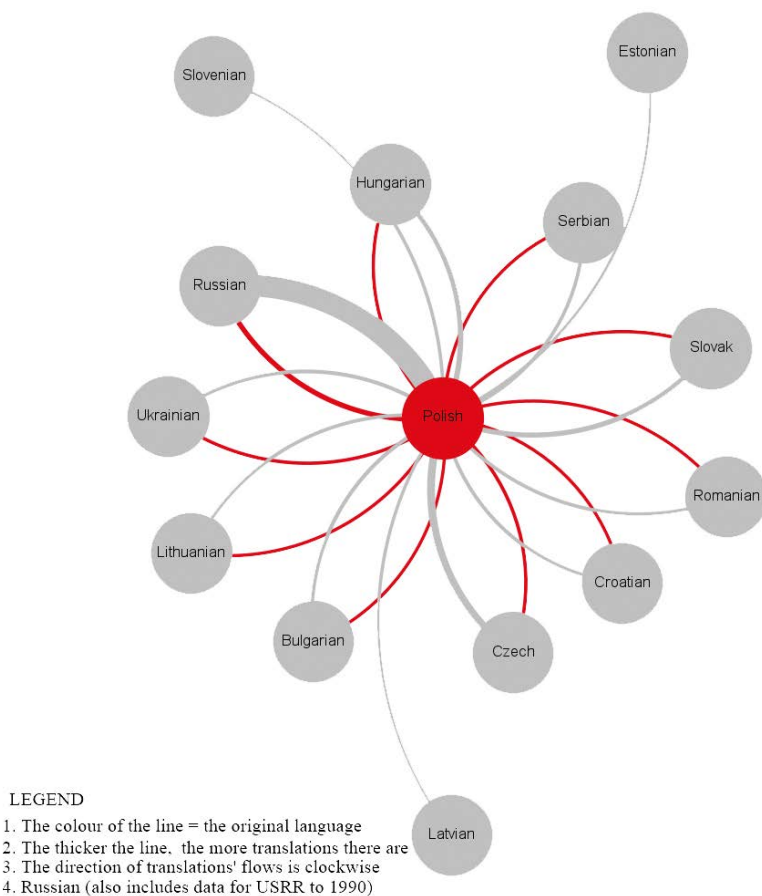 Estonian
Slovenian
Hungarian
Serbian
Russian
Slovak
Polish
Ukrainian
Romanian
Lithuanian
Croatian
Bulgarian
Czech
LEGEND
1. The colour of the line = the original language
Latvian
2. The thicker the line, the more translations there are
3. The direction of translations' flows is clockwise
4. Russian (also includes data for USRR to 1990)